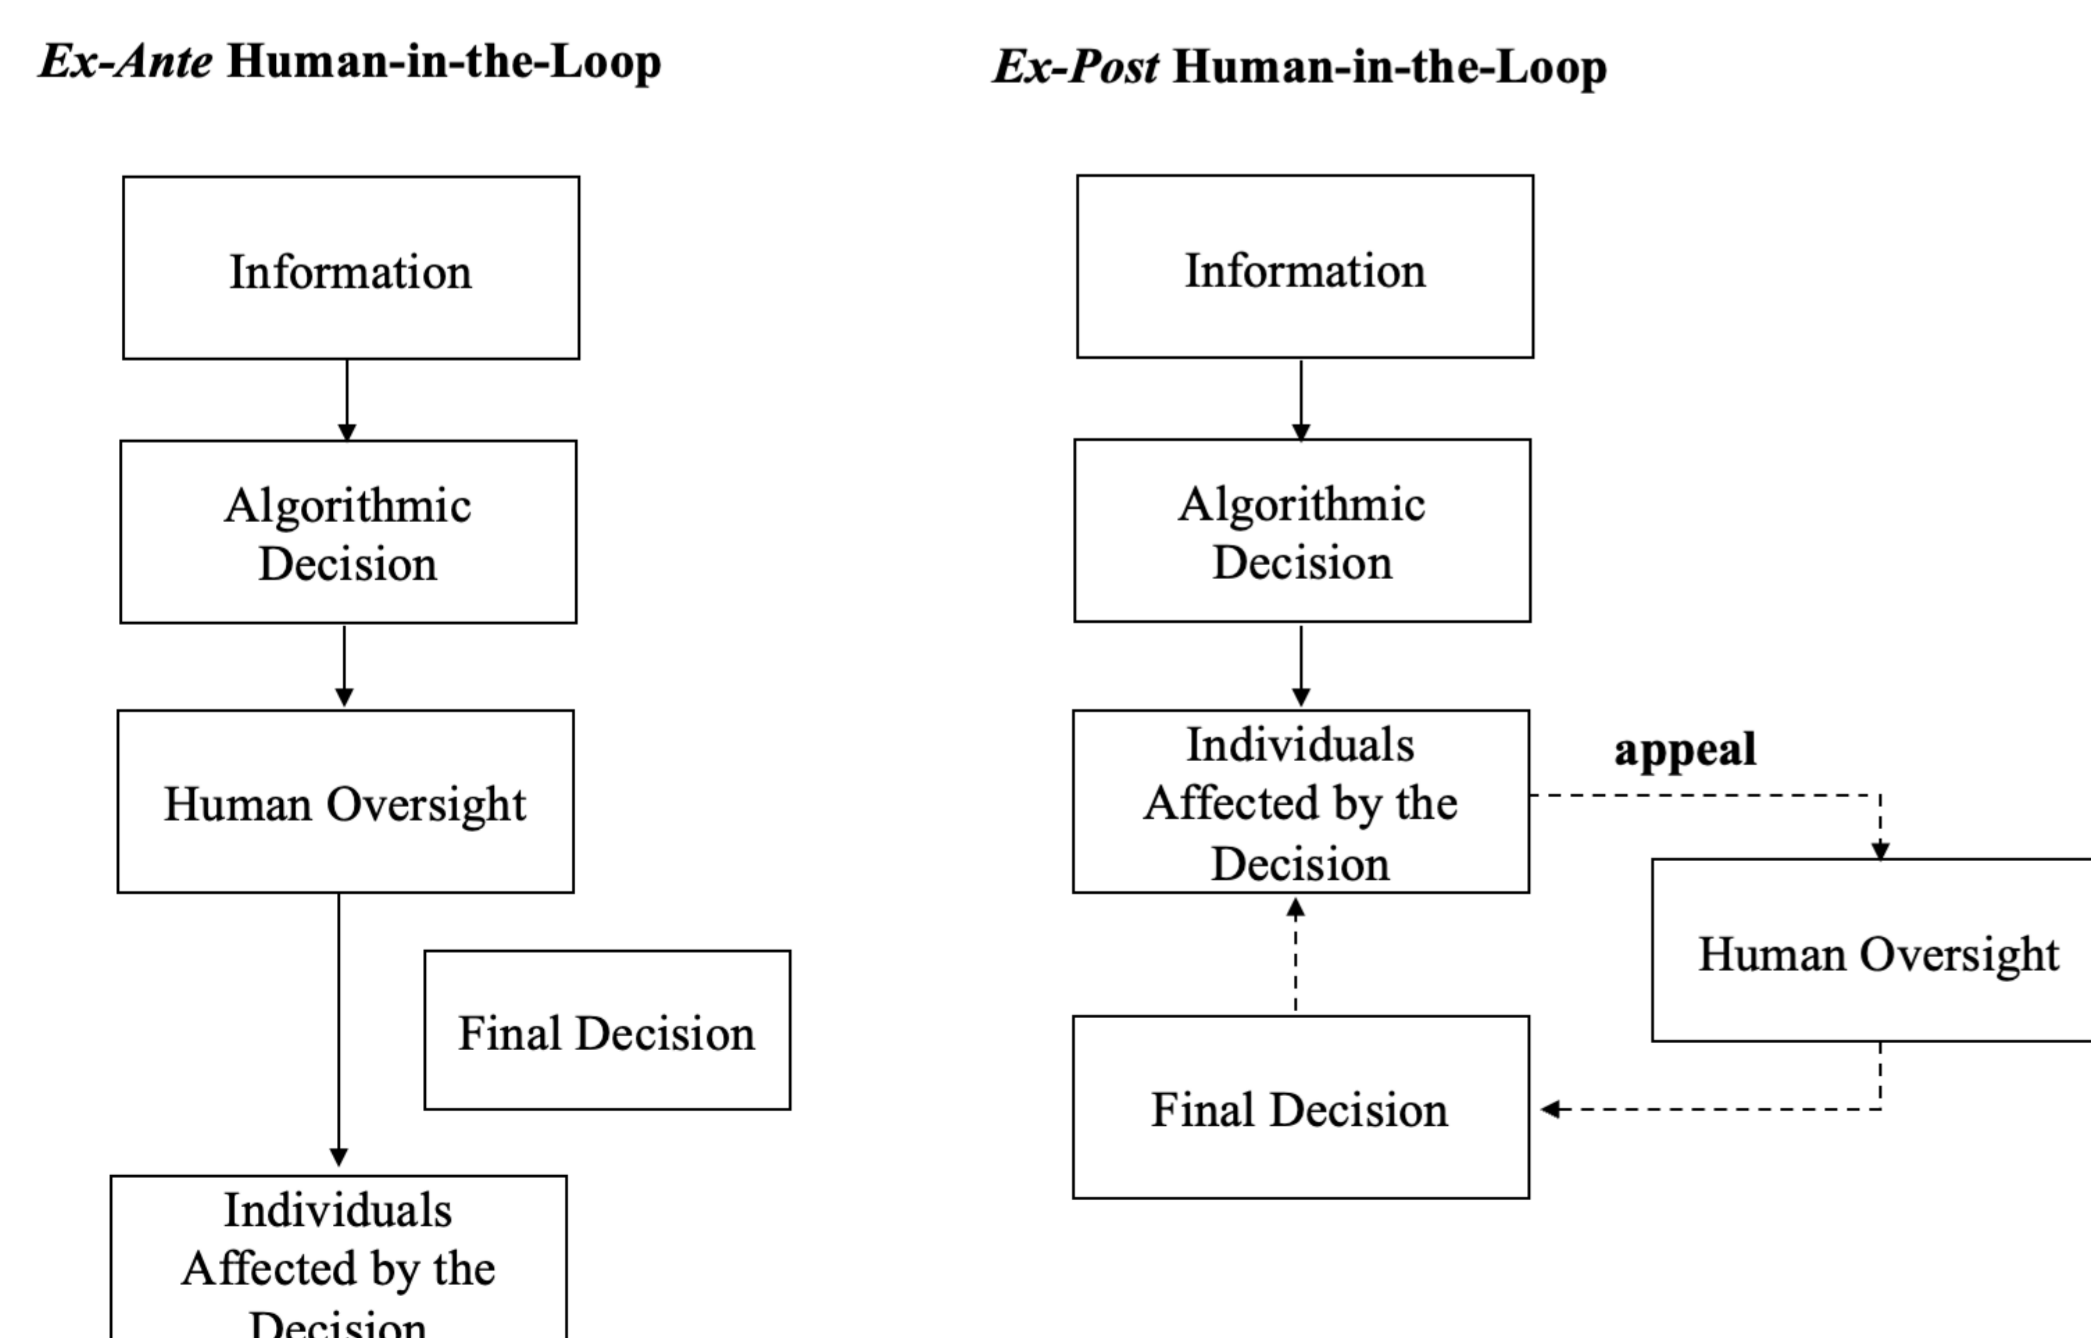 Ex-Ante Human-in-the-Loop
Information
Algorithmic
Decision
Human Oversight
Final Decision
Individuals
Affected by the
Decision
Ex-Post Human-in-the-Loop
Information
Algorithmic
Decision
Individuals
Affected by the
Decision
appeal
Human Oversight
Final Decision